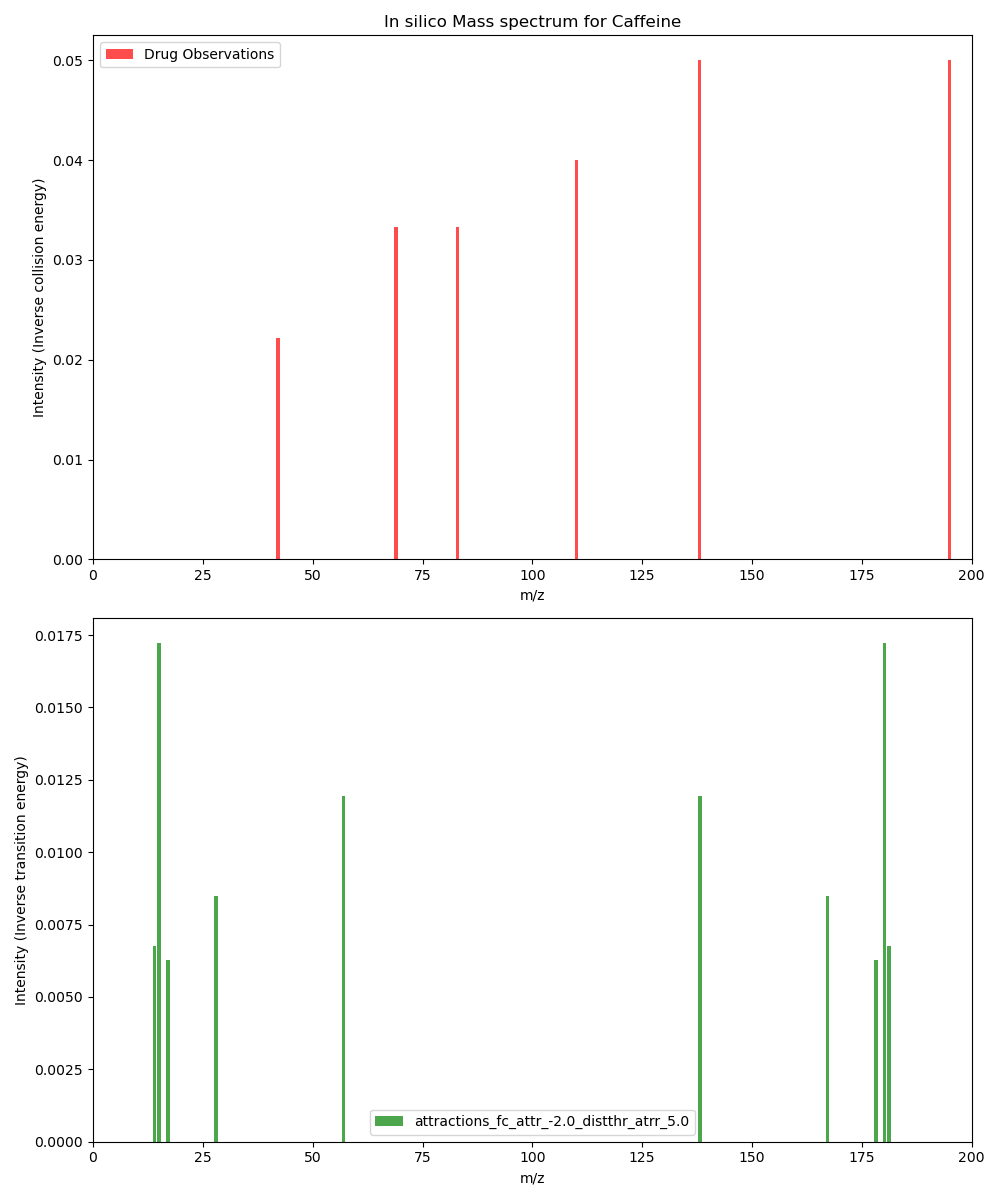 In silico Mass spectrum for Caffeine
Drug Observations
Intensity (Inverse collision energy)
0.05
0.04
0.03
0.02
0.01
0.00
0 25 50 75 100 125 150 175 200
m/z
Intensity (Inverse transition energy)
0.0175
0.0150
0.0125
0.0100
0.0075
0.0050
0.0025
0.0000
attractions_fc_attr_-2.0_distthr_atrr_5.0
0 25 50 75 100 125 150 175 200
m/z